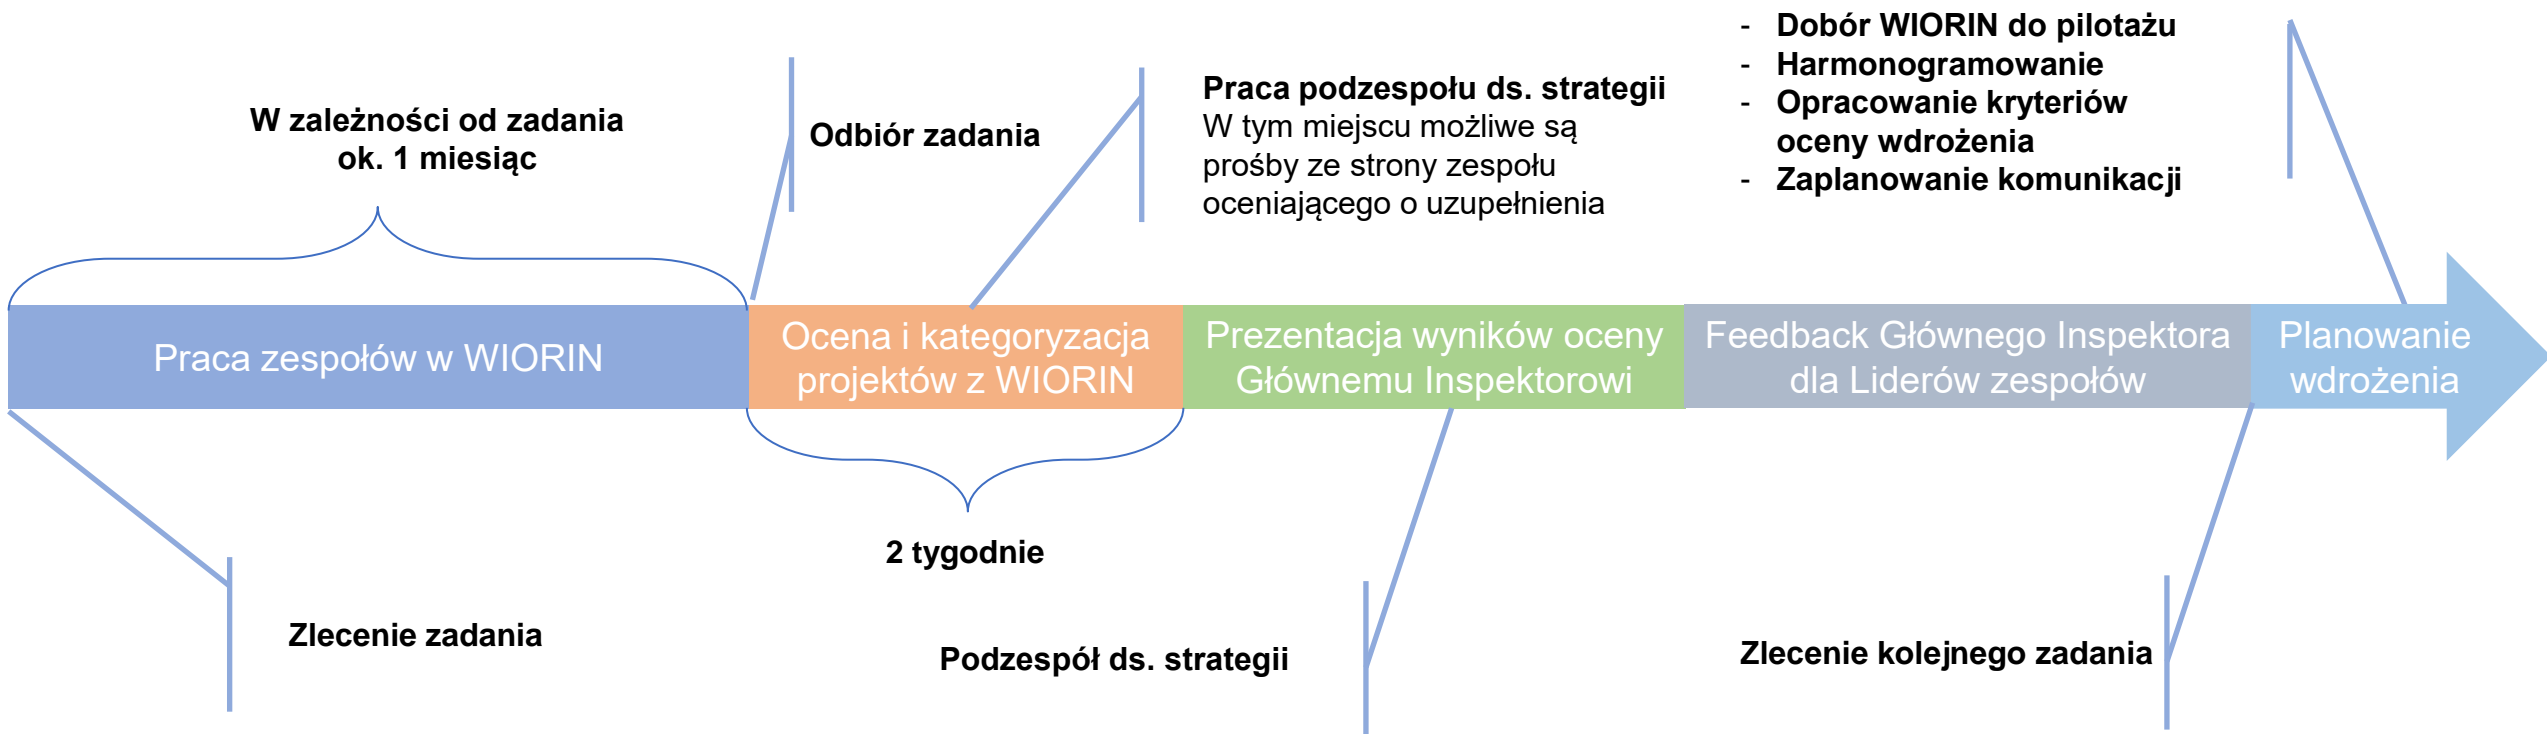 - Dobór WIORIN do pilotażu
- Harmonogramowanie
- Opracowanie kryteriów
oceny wdrożenia
- Zaplanowanie komunikacji
W zależności od zadania
ok. 1 miesiąc
Odbiór zadania
Praca podzespołu ds. strategii
W tym miejscu możliwe są
prośby ze strony zespołu
oceniającego o uzupełnienia
Praca zespołów w WIORIN
Ocena i kategoryzacja
projektów z WIORIN
Prezentacja wyników oceny
Głównemu Inspektorowi
Feedback Głównego Inspektora
dla Liderów zespołów
Planowanie
wdrożenia
2 tygodnie
Zlecenie zadania
Podzespół ds. strategii
Zlecenie kolejnego zadania